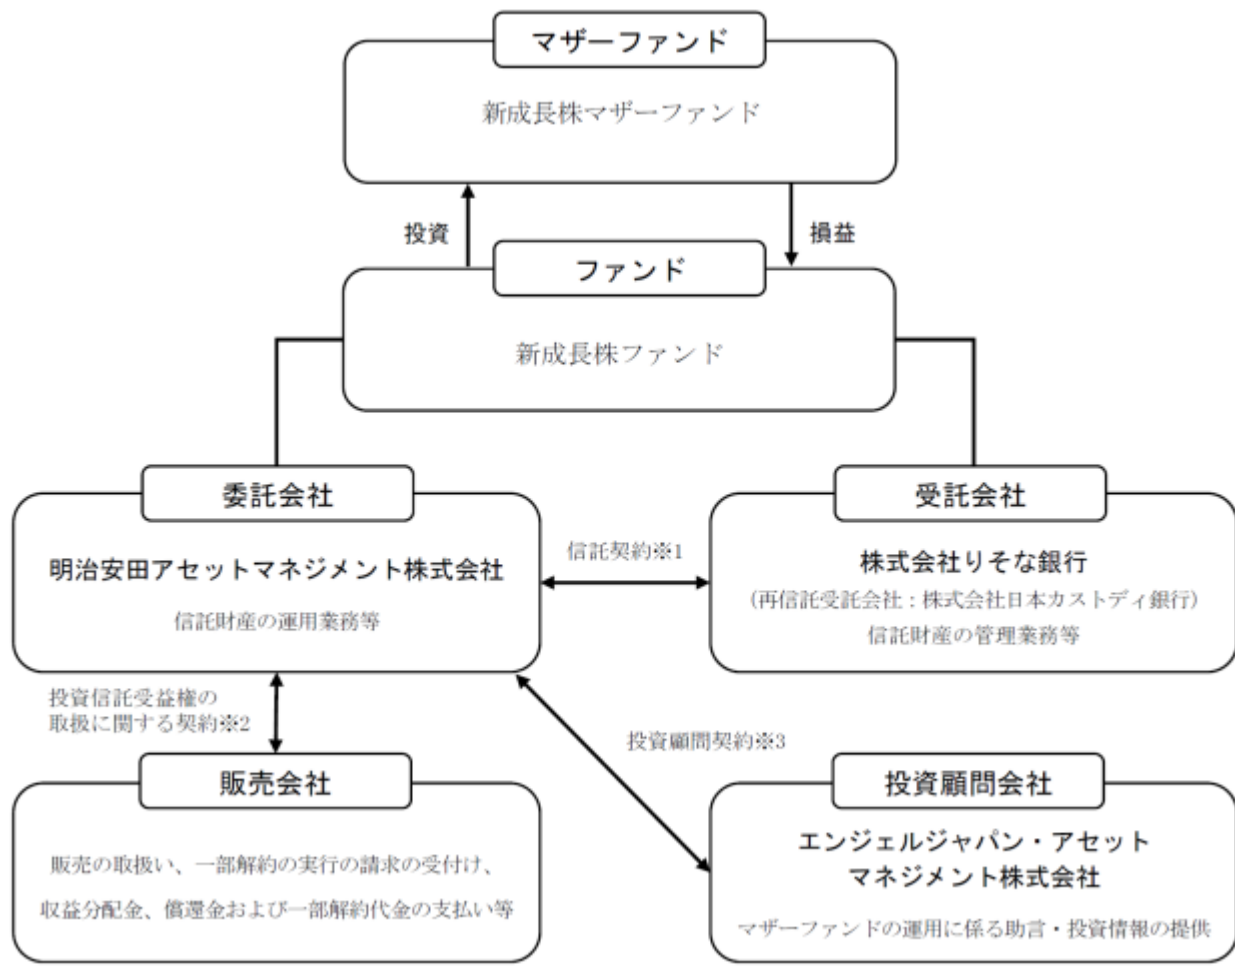 マザーファンド
新成長株マザーファンド
投資
損益
ファンド
新成長株ファンド
委託会社
明治安田アセットマネジメント株式会社
信託財産の運用業務等
信託契約※1
受託会社
株式会社りそな銀行
(再信託受託会社：株式会社日本カストディ銀行)
信託財産の管理業務等
投資信託受益権の
取扱に関する契約※2
投資顧問契約※3
販売会社
販売の取扱い、一部解約の実行の請求の受付け、
収益分配金、償還金および一部解約代金の支払い等
投資顧問会社
エンジェルジャパン・アセット
マネジメント株式会社
マザーファンドの運用に係る助言・投資情報の提供